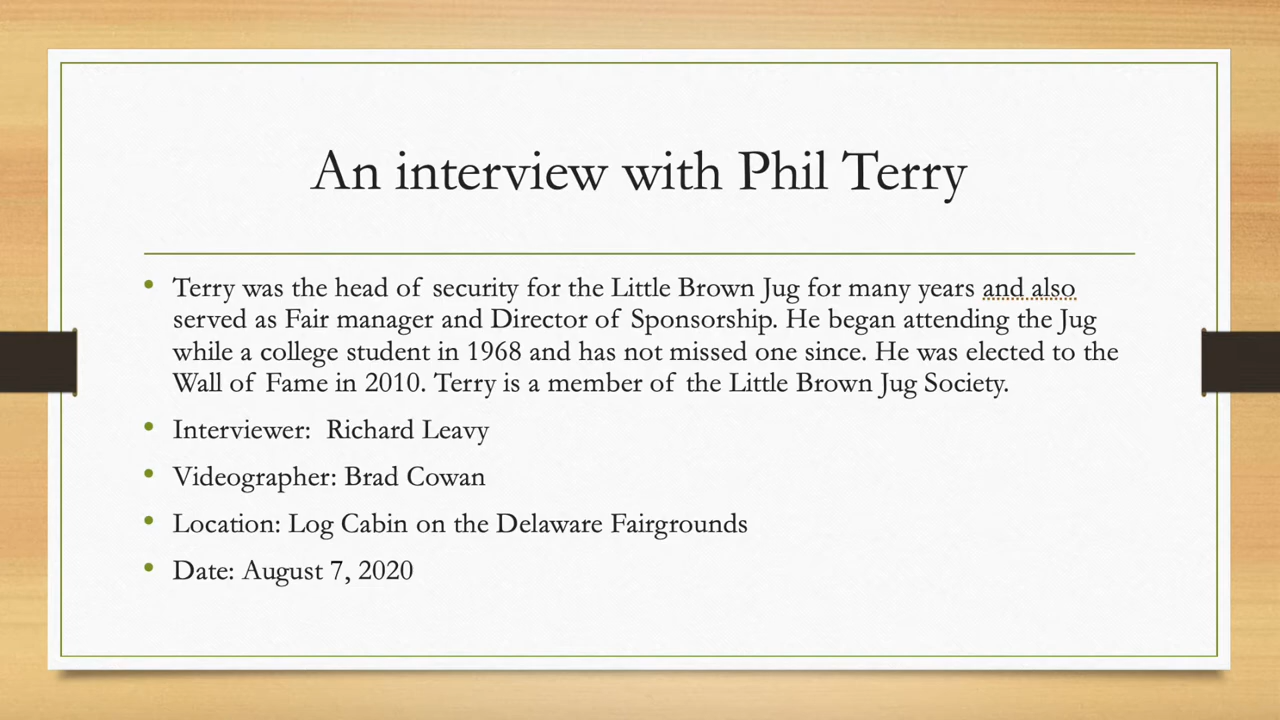 An interview with Phil Terry
• Terry was the head of security for the Little Brown Jug for many years and also
served as Fair manager and Director of Sponsorship. He began attending the Jug
while a college student in 1968 and has not missed one since. He was elected to the
Wall of Fame in 2010. Terry is a member of the Little Brown Jug Society.
• Interviewer:  Richard Leavy
• Videographer: Brad Cowan
• Location: Log Cabin on the Delaware Fairgrounds
• Date: August 7, 2020